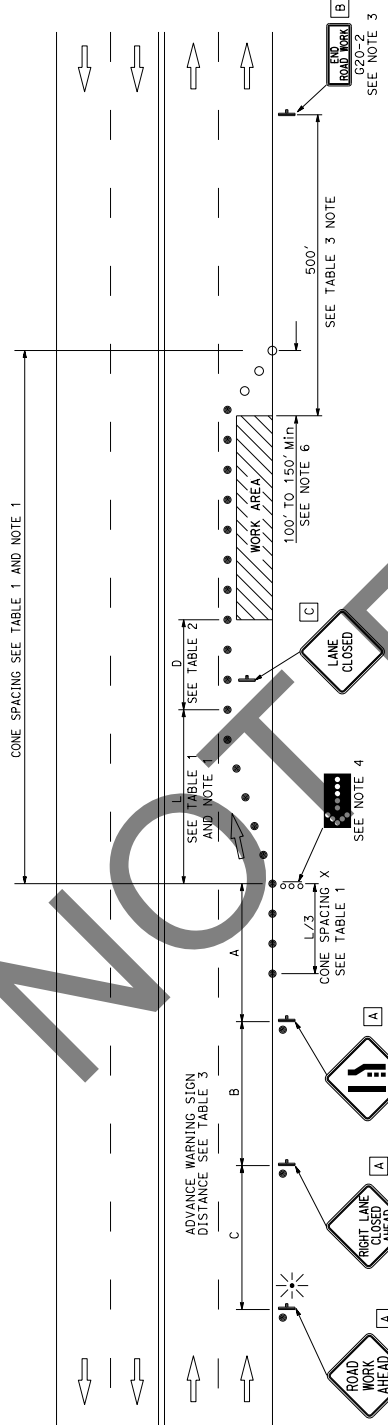 CONE SPACING SEE TABLE 1 AND NOTE 1
ADVANCE WARNING SIGN
DISTANCE SEE TABLE 3
C
B
A
L
SEE TABLE 1
AND NOTE 1
D
SEE TABLE 2
WORK AREA
100' TO 150' Min
SEE NOTE 6
500'
SEE TABLE 3 NOTE
L/3
CONE SPACING X
SEE TABLE 1
SEE NOTE 4
ROAD
WORK
AHEAD
A
RIGHT LANE
CLOSED
AHEAD
A
A
LANE
CLOSED
C
END
ROAD WORK
B
G20-2
SEE NOTE 3
NOT